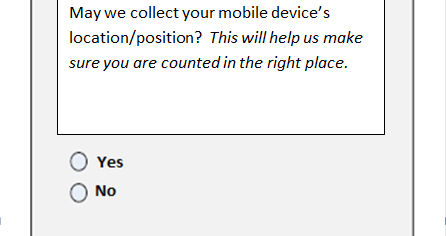 May we collect your mobile device's
location/position? This will help us make
sure you are counted in the right place.
Yes
No